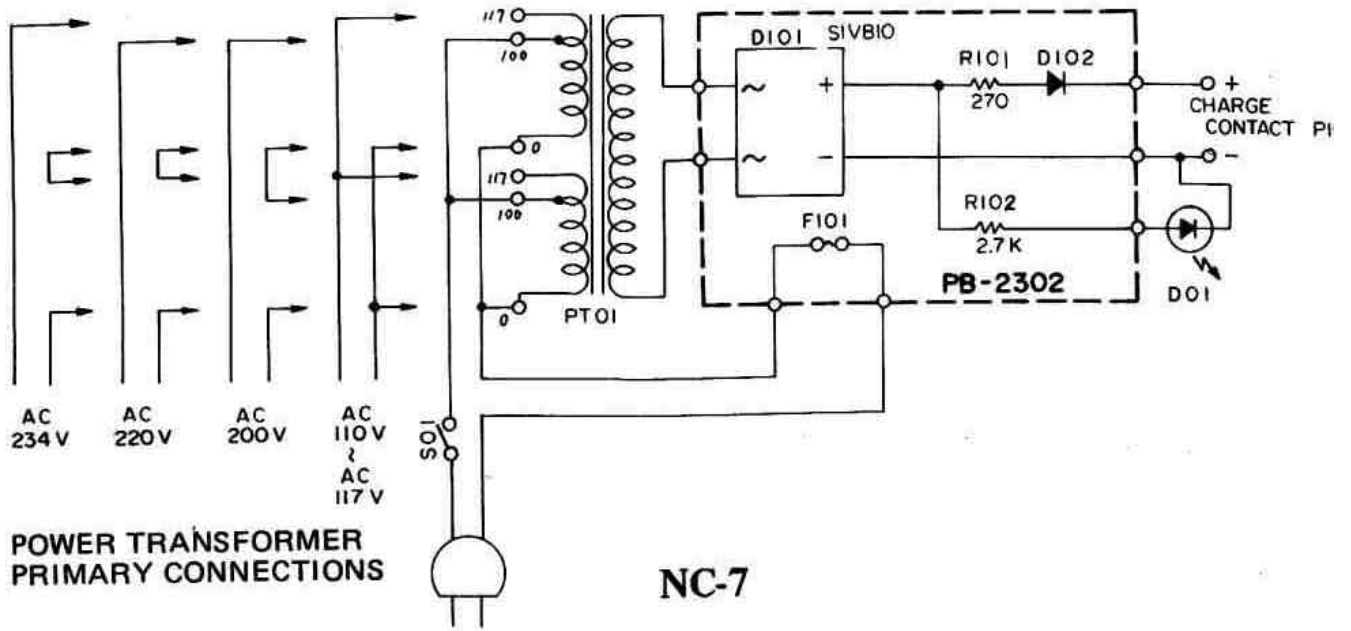 117
100
0
117
100
0
PT01
D101 S1VB10
~
~
+
-
R101
270
D102
+
CHARGE
CONTACT P1
-
R102
2.7K
F101
PB-2302
D01
AC
234V
AC
220V
AC
200V
AC
110V
~
AC
117V
S01
POWER TRANSFORMER
PRIMARY CONNECTIONS
NC-7